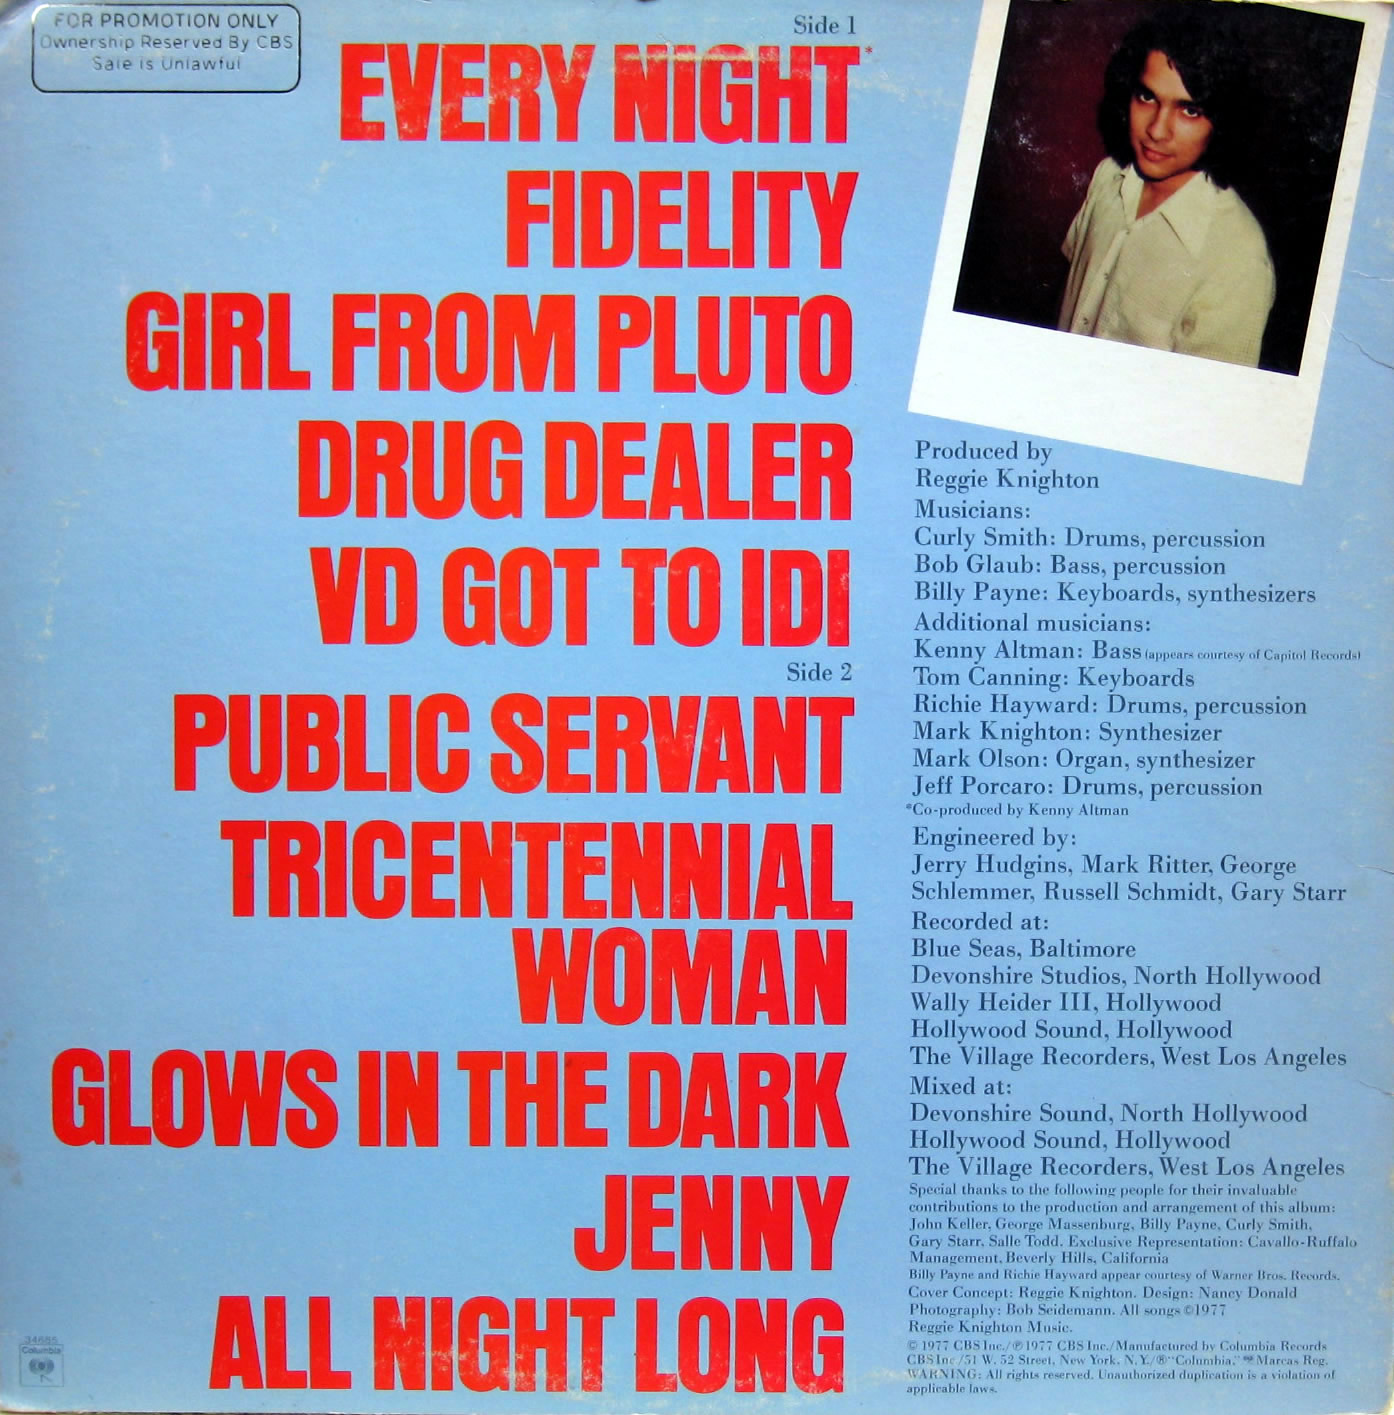 FOR PROMOTION ONLY
Ownership Reserved By CBS
Sale is Unlawful
Side 1
EVERY NIGHT*
FIDELITY
GIRL FROM PLUTO
DRUG DEALER
VD GOT TO IDI
Side 2
PUBLIC SERVANT
TRICENTENNIAL
WOMAN
GLOWS IN THE DARK
JENNY
ALL NIGHT LONG
34685
Columbia
Produced by
Reggie Knighton
Musicians:
Curly Smith: Drums, percussion
Bob Glaub: Bass, percussion
Billy Payne: Keyboards, synthesizers
Additional musicians:
Kenny Altman: Bass (appears courtesy of Capitol Records)
Tom Canning: Keyboards
Richie Hayward: Drums, percussion
Mark Knighton: Synthesizer
Mark Olson: Organ, synthesizer
Jeff Porcaro: Drums, percussion
*Co-produced by Kenny Altman
Engineered by:
Jerry Hudgins, Mark Ritter, George
Schlemmer, Russell Schmidt, Gary Starr
Recorded at:
Blue Seas, Baltimore
Devonshire Studios, North Hollywood
Wally Heider III, Hollywood
Hollywood Sound, Hollywood
The Village Recorders, West Los Angeles
Mixed at:
Devonshire Sound, North Hollywood
Hollywood Sound, Hollywood
The Village Recorders, West Los Angeles
Special thanks to the following people for their invaluable
contributions to the production and arrangement of this album:
John Keller, George Massenburg, Billy Payne, Curly Smith,
Gary Starr, Salle Todd. Exclusive Representation: Cavallo-Ruffalo
Management, Beverly Hills, California
Billy Payne and Richie Hayward appear courtesy of Warner Bros. Records.
Cover Concept: Reggie Knighton. Design: Nancy Donald
Photography: Bob Seidemann. All songs ©1977
Reggie Knighton Music.
© 1977 CBS Inc./℗ 1977 CBS Inc./Manufactured by Columbia Records
CBS Inc./51 W. 52 Street, New York, N.Y./® "Columbia," Marcas Reg.
WARNING: All rights reserved. Unauthorized duplication is a violation of
applicable laws.